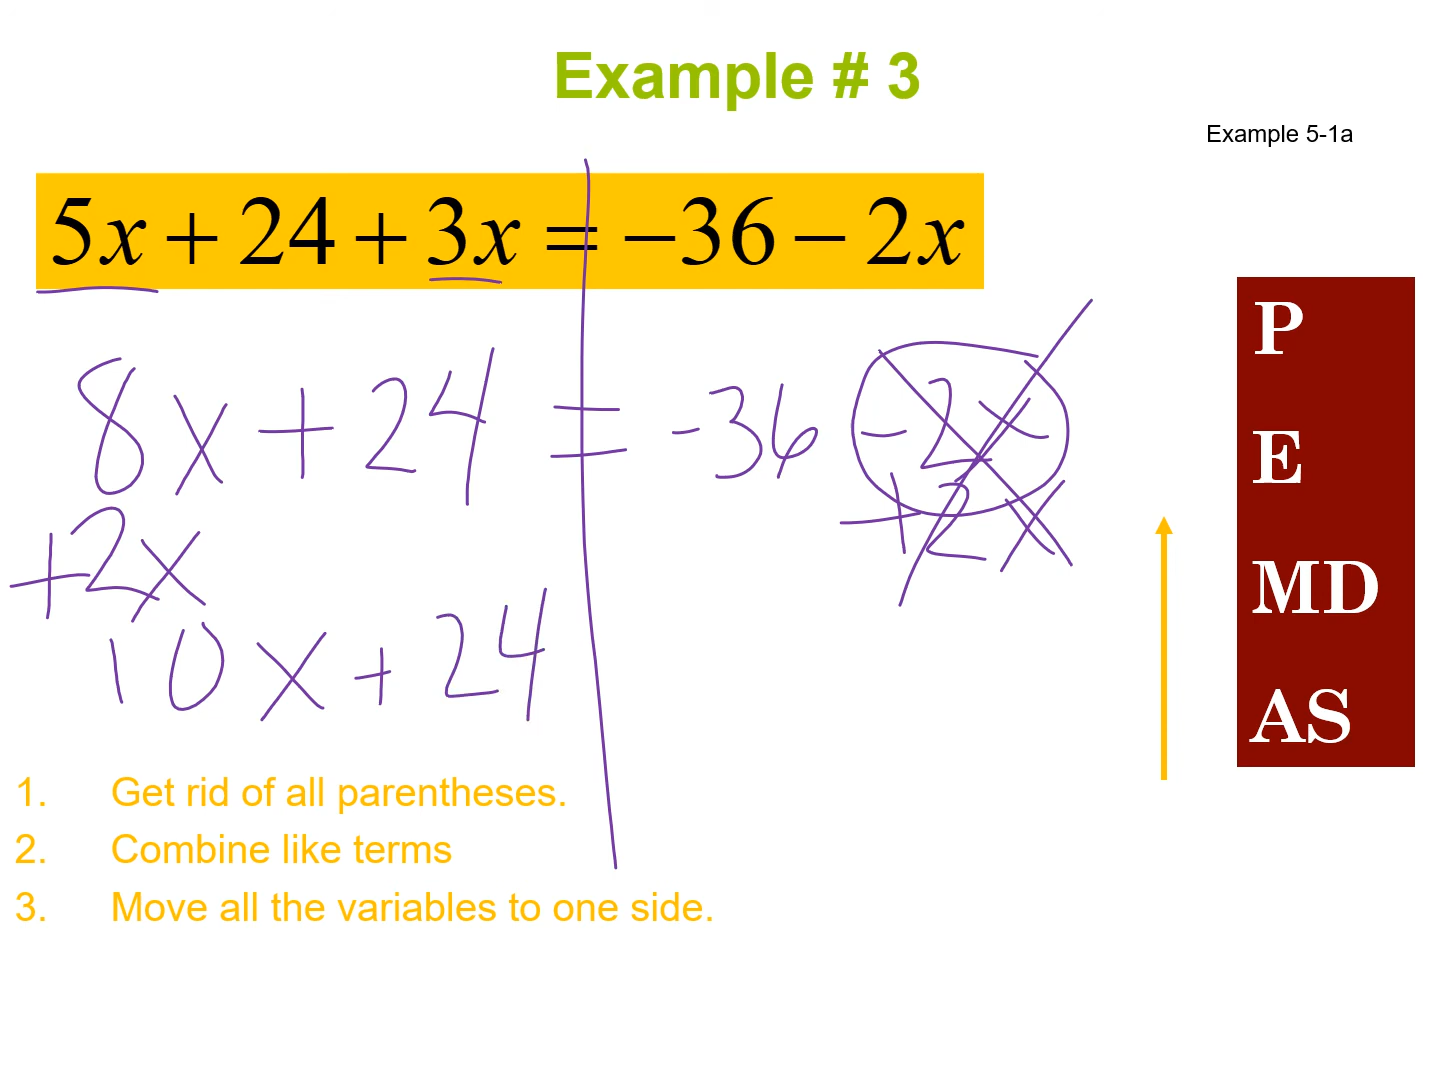 Example # 3
Example 5-1a
5x + 24 + 3x = −36 − 2x
8x + 24 = -36 - 2x
+2x +2x
10x + 24
P
E
MD
AS
1. Get rid of all parentheses.
2. Combine like terms
3. Move all the variables to one side.